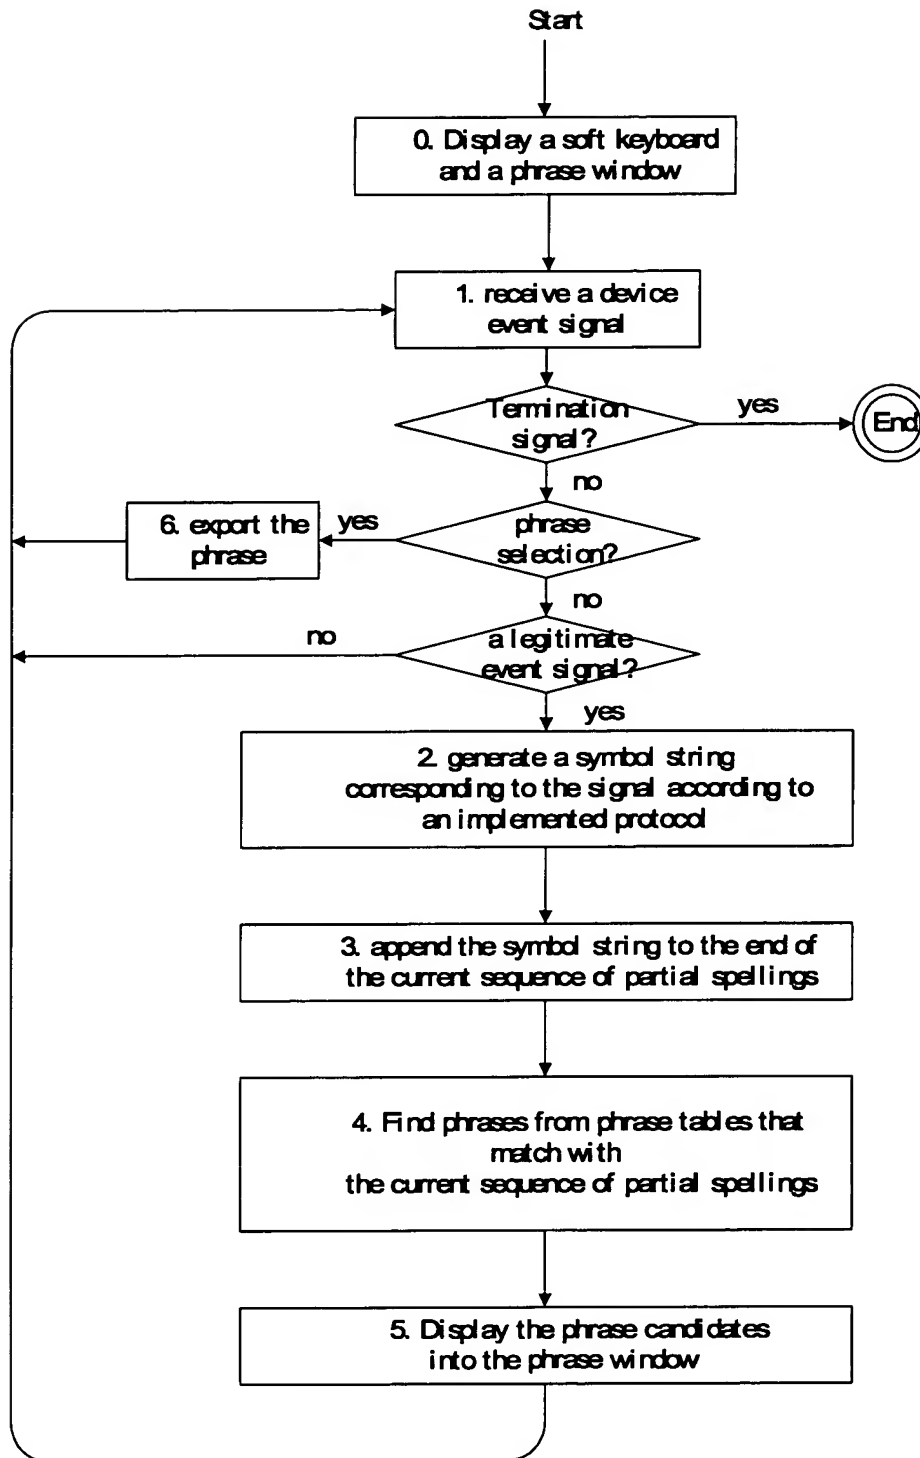 Start
0. Display a soft keyboard
and a phrase window
1. receive a device
event signal
Termination
signal?
yes
End
no
phrase
selection?
yes
6. export the
phrase
no
a legitimate
event signal?
no
yes
2. generate a symbol string
corresponding to the signal according to
an implemented protocol
3. append the symbol string to the end of
the current sequence of partial spellings
4. Find phrases from phrase tables that
match with
the current sequence of partial spellings
5. Display the phrase candidates
into the phrase window